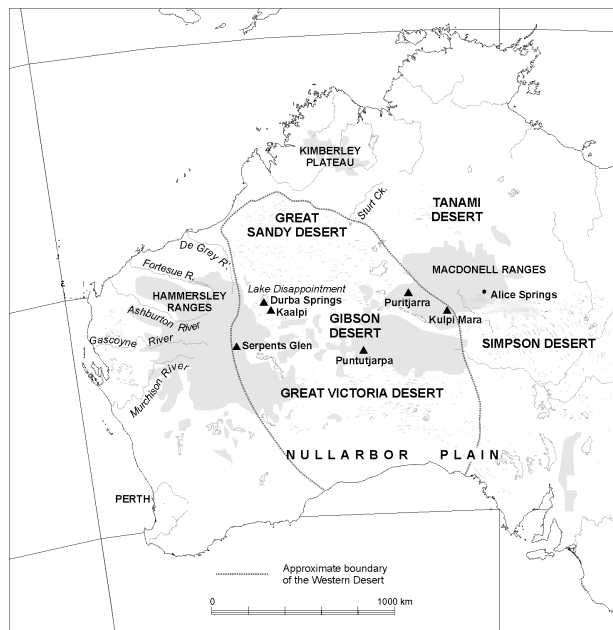 KIMBERLEY
PLATEAU
Sturt Ck.
TANAMI
DESERT
GREAT
SANDY DESERT
De Grey R.
Fortesue R.
MACDONELL RANGES
Lake Disappointment
HAMMERSLEY
RANGES
Durba Springs
Kaalpi
Puritjarra
Alice Springs
Ashburton River
GIBSON
DESERT
Kulpi Mara
Gascoyne River
Serpents Glen
SIMPSON DESERT
Puntutjarpa
Murchison River
GREAT VICTORIA DESERT
NULLARBOR PLAIN
PERTH
Approximate boundary
of the Western Desert
0 1000 km